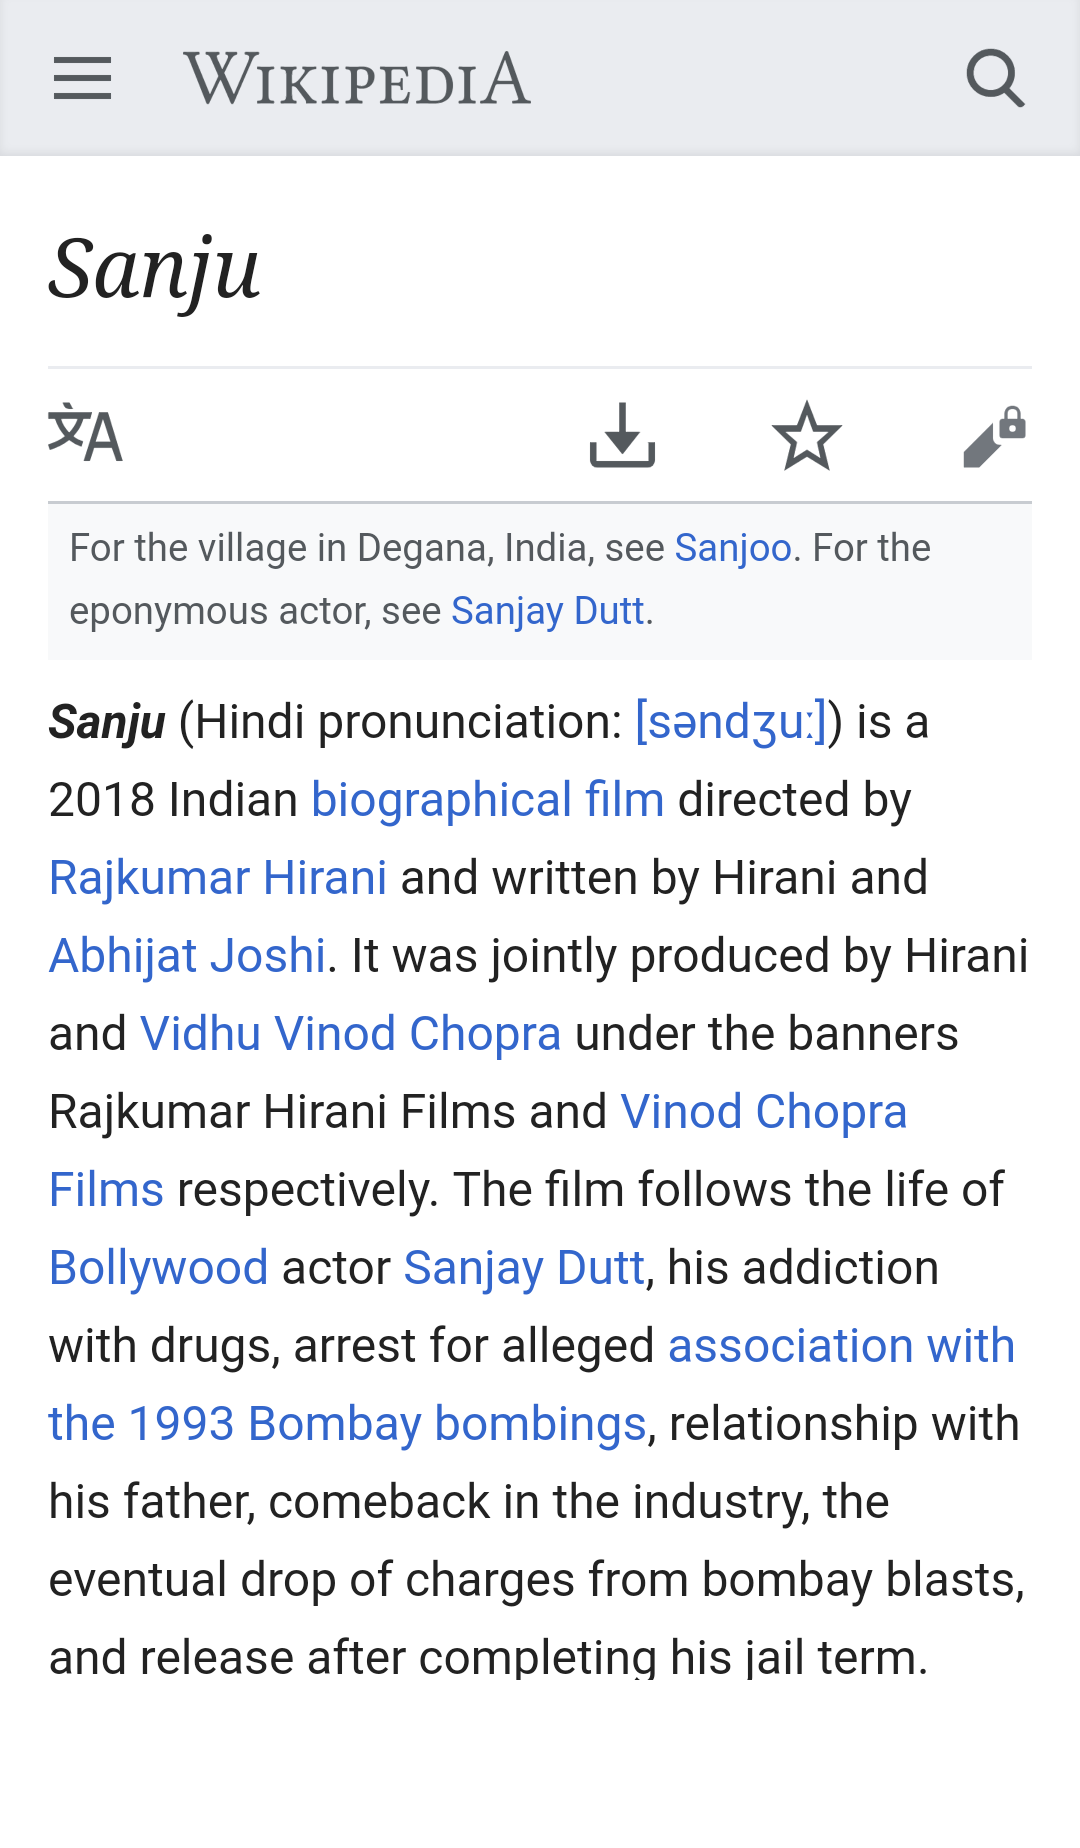 WIKIPEDIA
Sanju
文A
For the village in Degana, India, see Sanjoo. For the
eponymous actor, see Sanjay Dutt.
Sanju (Hindi pronunciation: [səndʒuː]) is a
2018 Indian biographical film directed by
Rajkumar Hirani and written by Hirani and
Abhijat Joshi. It was jointly produced by Hirani
and Vidhu Vinod Chopra under the banners
Rajkumar Hirani Films and Vinod Chopra
Films respectively. The film follows the life of
Bollywood actor Sanjay Dutt, his addiction
with drugs, arrest for alleged association with
the 1993 Bombay bombings, relationship with
his father, comeback in the industry, the
eventual drop of charges from bombay blasts,
and release after completing his jail term.